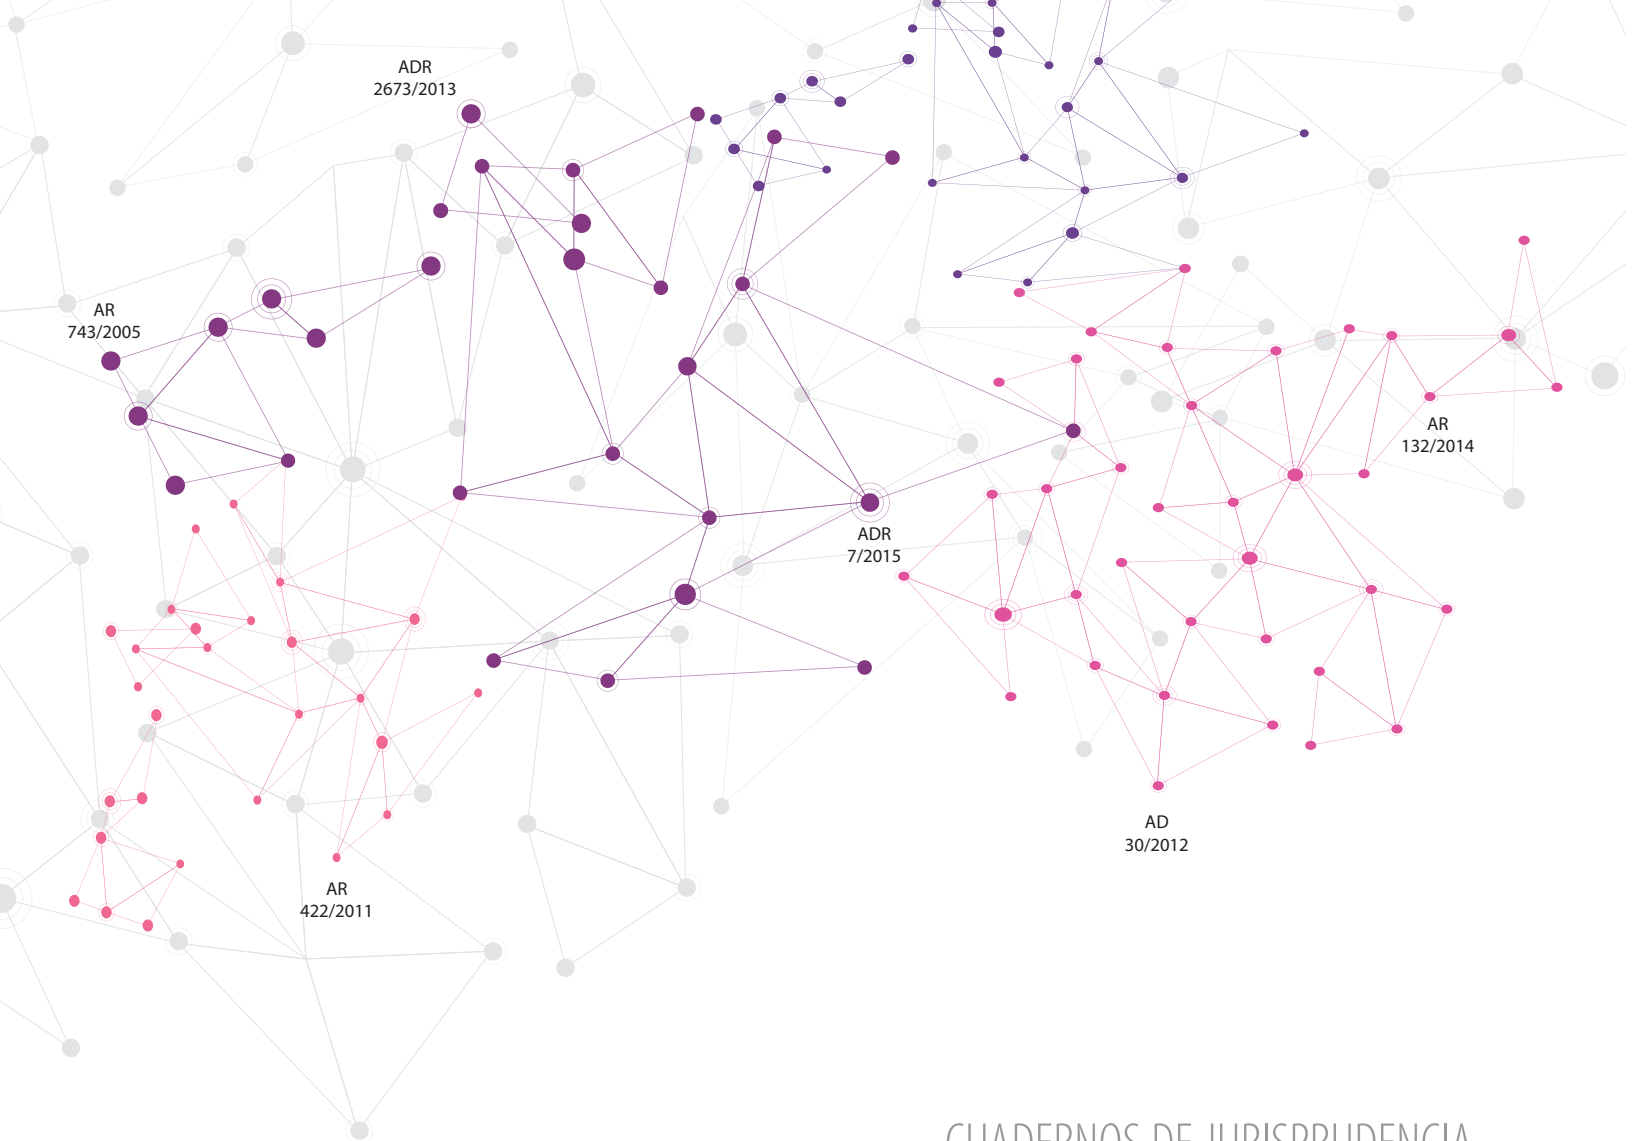 ADR
2673/2013
AR
743/2005
AR
132/2014
ADR
7/2015
AD
30/2012
AR
422/2011
CUADERNOS DE JURISPRUDENCIA